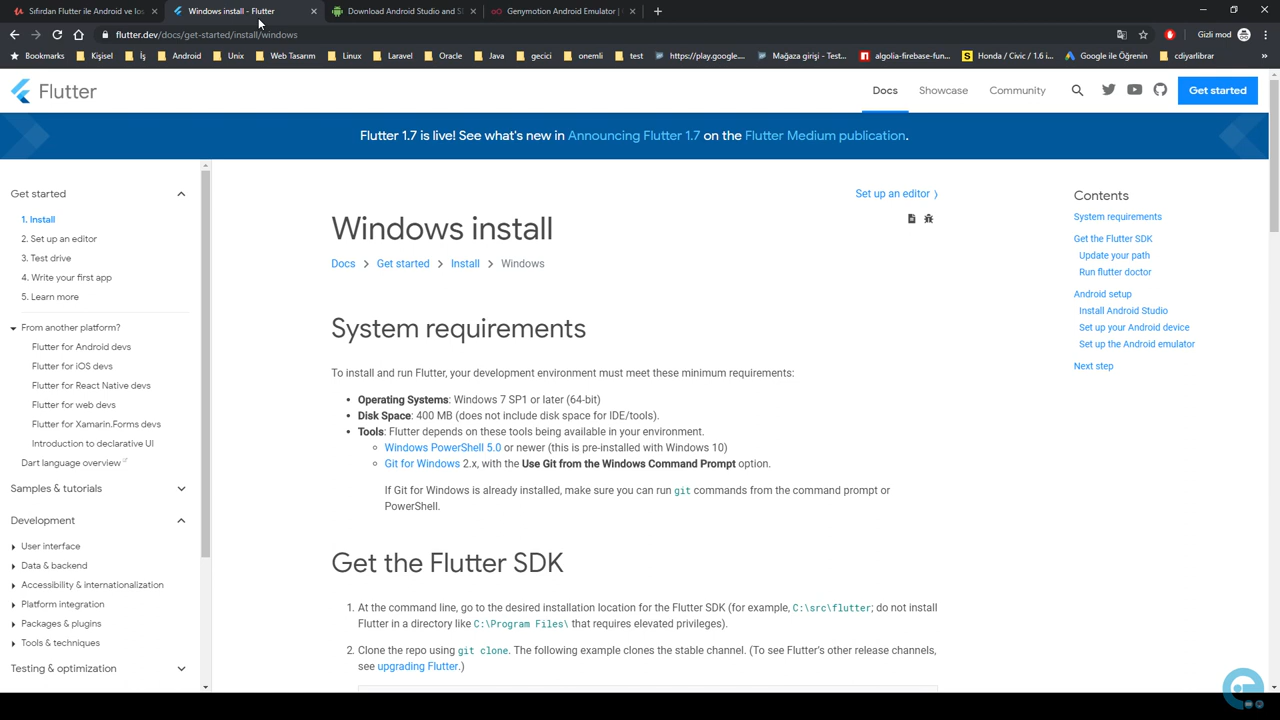 Sıfırdan Flutter ile Android ve Ios
Windows install - Flutter
Download Android Studio and SD
Genymotion Emulator |
flutter.dev/docs/get-started/install/windows
Gizli mod
Bookmarks
Kişisel
İş
Android
Web Tasarım
Linux
Laravel
Oracle
Java
gecici
onemli
test
https://play.google....
Mağaza girişi - Test...
algolia-firebase-fun...
Honda / Civic / 1.6 i...
Google ile Öğrenin
cdiyarlibrar
Flutter
Docs
Showcase
Community
Get started
Flutter 1.7 is live! See what's new in Announcing Flutter 1.7 on the Flutter Medium publication.
Get started
1. Install
2. Set up an editor
3. Test drive
4. Write your first app
5. Learn more
From another platform?
Flutter for Android devs
Flutter for iOS devs
Flutter for React Native devs
Flutter for web devs
Flutter for Xamarin.Forms devs
Introduction to declarative UI
Dart language overview
Samples & tutorials
Development
User interface
Data & backend
Accessibility & internationalization
Platform integration
Packages & plugins
Tools & techniques
Testing & optimization
Set up an editor
Windows install
Docs > Get started > Install > Windows
System requirements
To install and run Flutter, your development environment must meet these minimum requirements:
• Operating Systems: Windows 7 SP1 or later (64-bit)
• Disk Space: 400 MB (does not include disk space for IDE/tools).
• Tools: Flutter depends on these tools being available in your environment.
Windows PowerShell 5.0 or newer (this is pre-installed with Windows 10)
Git for Windows 2.x, with the Use Git from the Windows Command Prompt option.
If Git for Windows is already installed, make sure you can run git commands from the command prompt or
PowerShell.
Get the Flutter SDK
1. At the command line, go to the desired installation location for the Flutter SDK (for example, C:\src\flutter; do not install
Flutter in a directory like C:\Program Files\ that requires elevated privileges).
2. Clone the repo using git clone. The following example clones the stable channel. (To see Flutter's other release channels,
see upgrading Flutter.)
Contents
System requirements
Get the Flutter SDK
Update your path
Run flutter doctor
Android setup
Install Android Studio
Set up your Android device
Set up the Android emulator
Next step